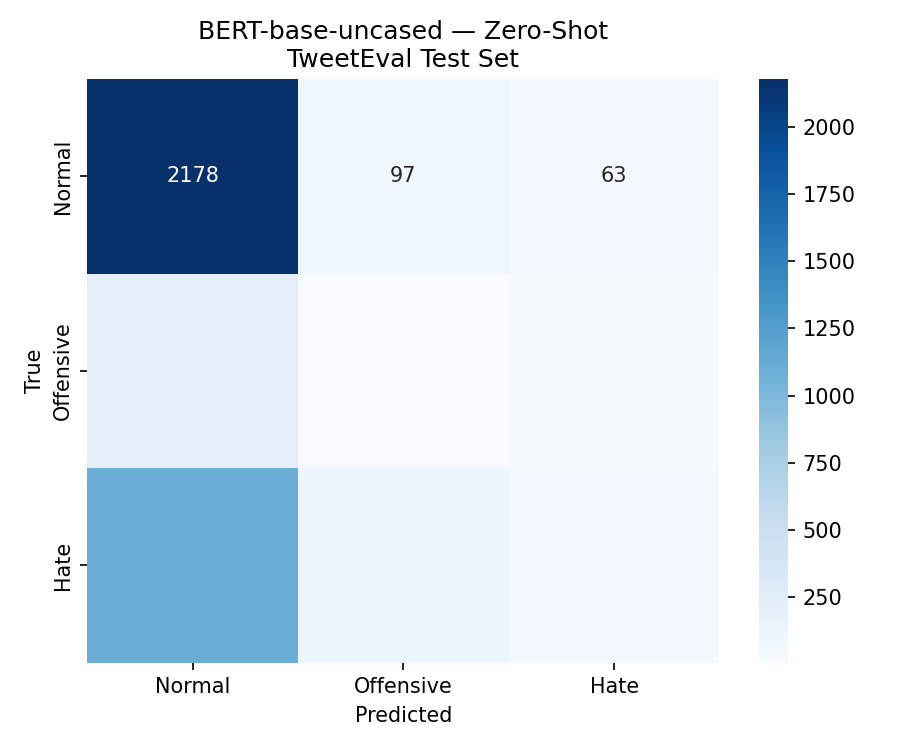 BERT-base-uncased — Zero-Shot
TweetEval Test Set
Normal
2178
97
63
2000
1750
1500
1250
1000
750
500
250
True
Offensive
Hate
Normal
Offensive
Hate
Predicted